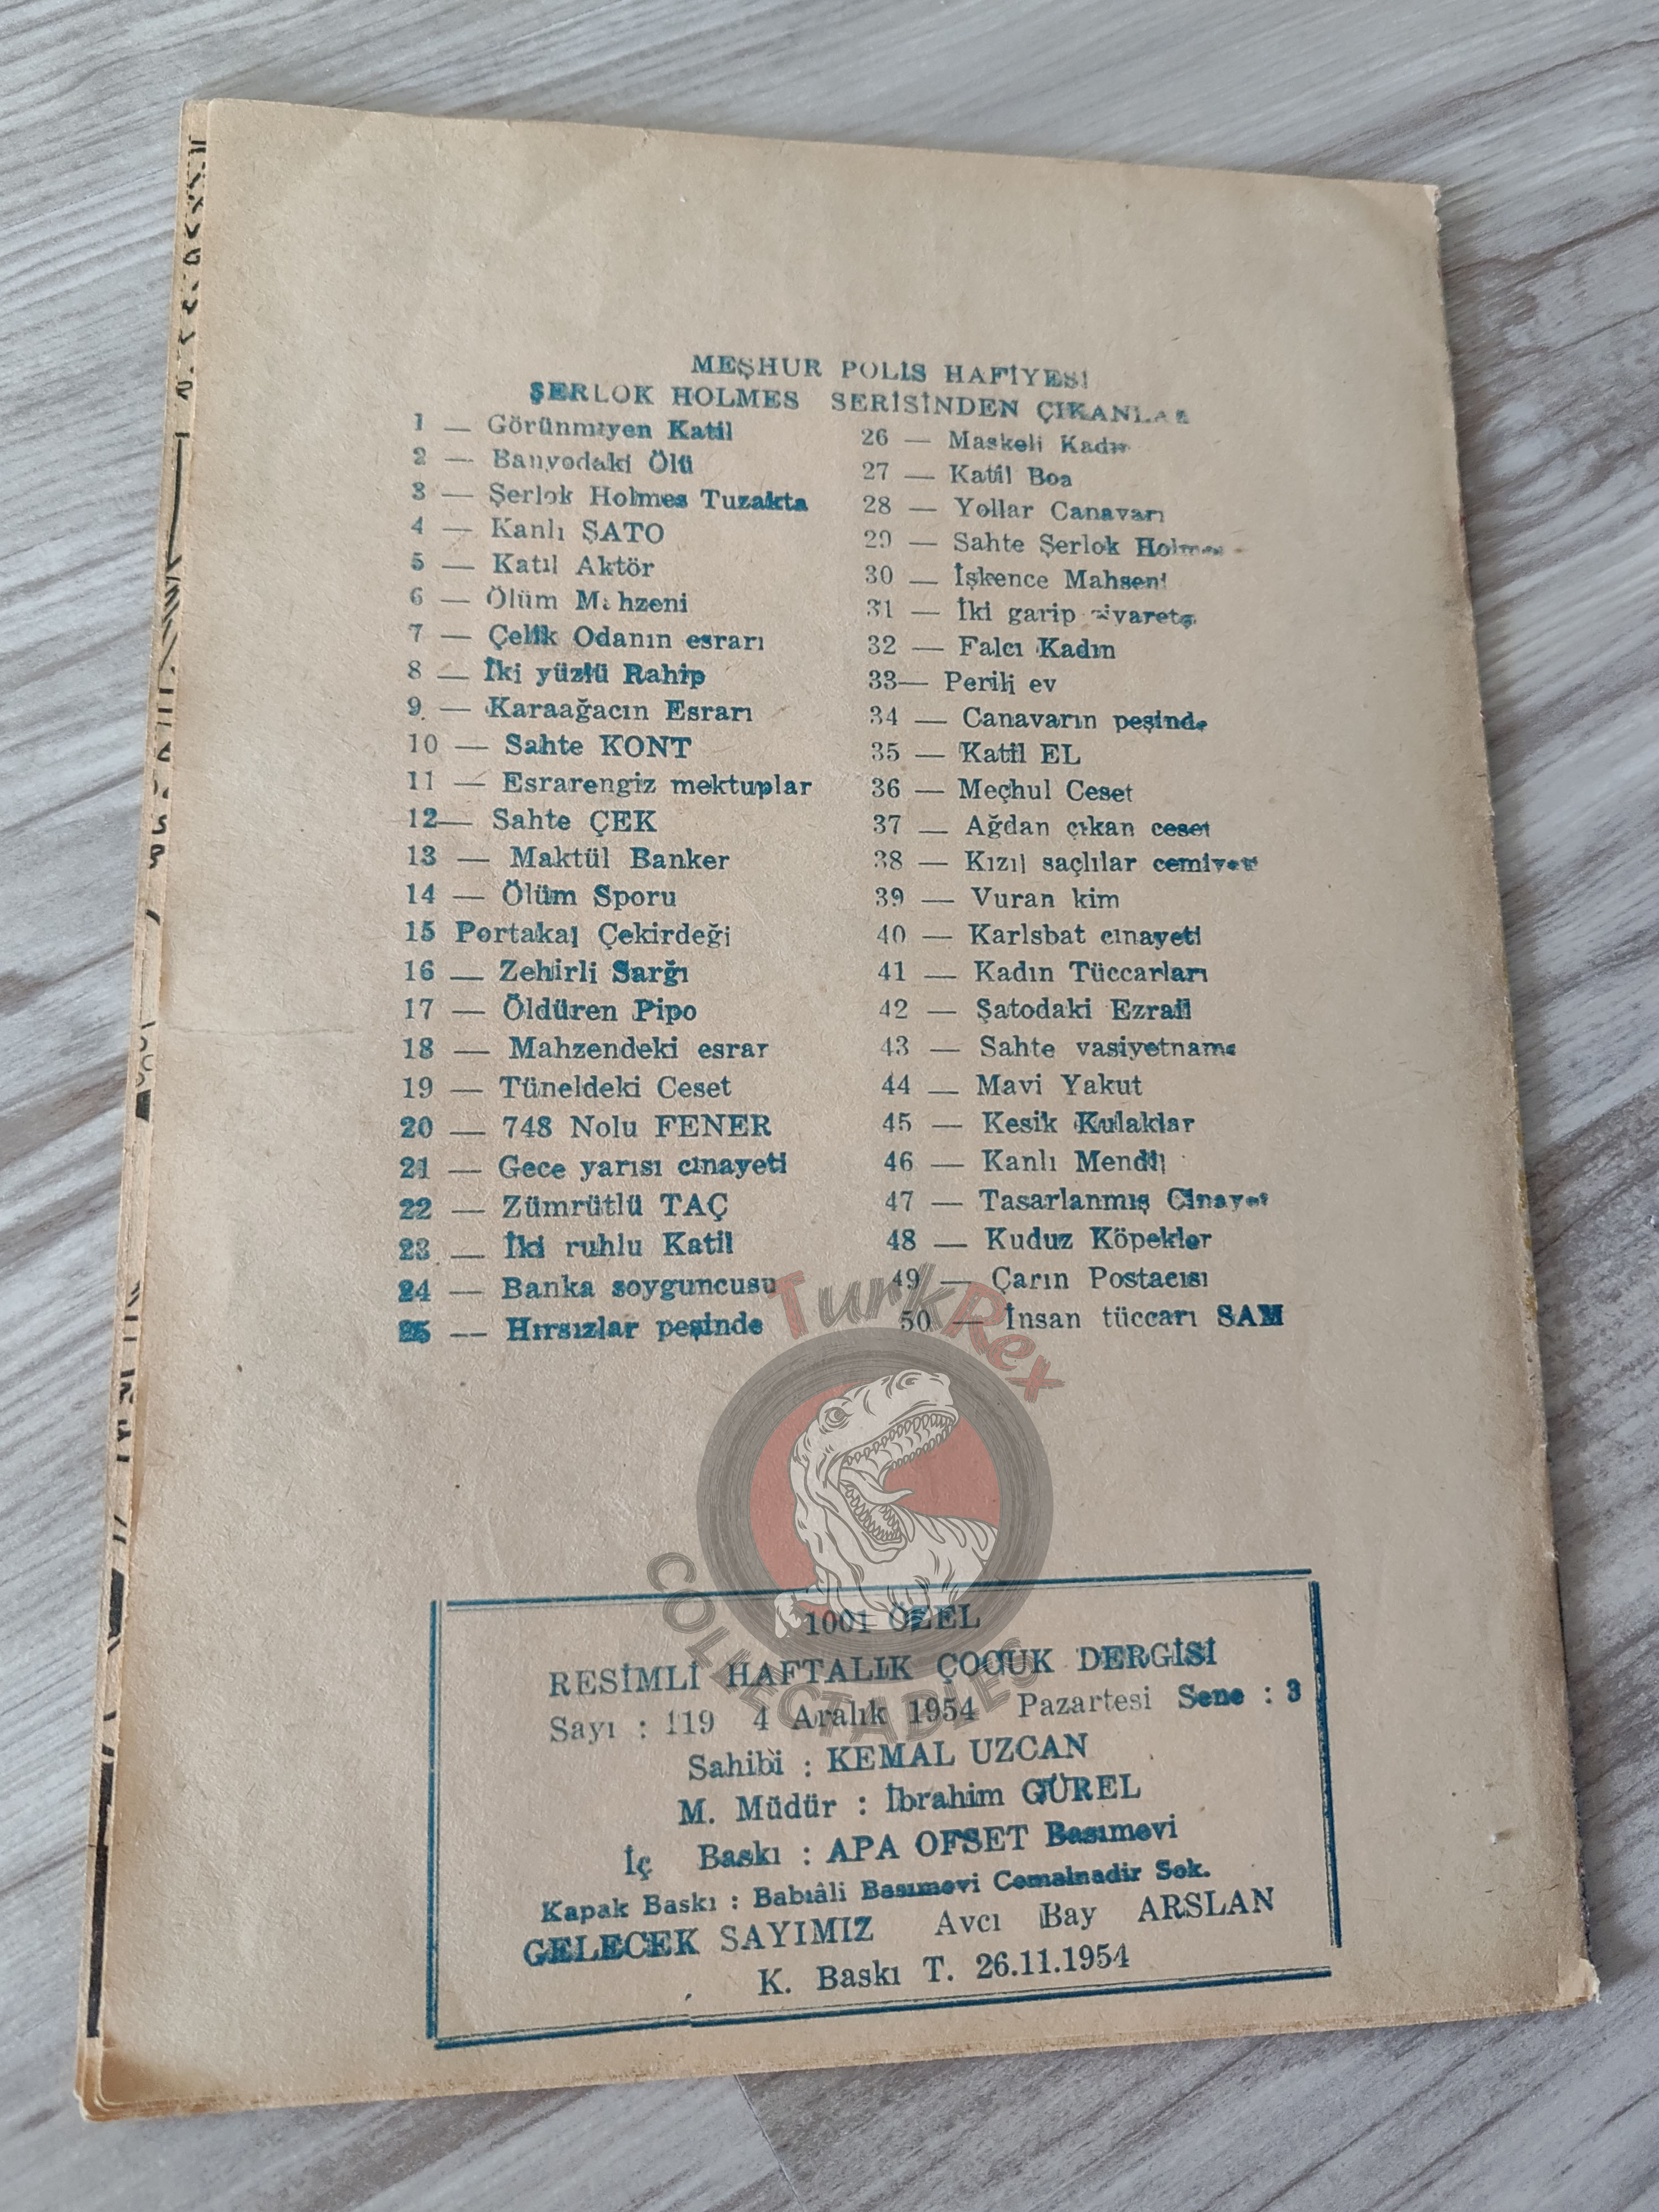 MEŞHUR POLİS HAFİYESİ
ŞERLOK HOLMES SERİSİNDEN ÇIKANLAR
1 — Görünmiyen Katil
2 — Banyodaki Ölü
3 — Şerlok Holmes Tuzakta
4 — Kanlı ŞATO
5 — Katil Aktör
6 — Ölüm Mahzeni
7 — Çelik Odanın esrarı
8 — İki yüzlü Rahip
9 — Karaağacın Esrarı
10 — Sahte KONT
11 — Esrarengiz mektuplar
12— Sahte ÇEK
13 — Maktül Banker
14 — Ölüm Sporu
15 Portakal Çekirdeği
16 — Zehirli Sarğı
17 — Öldüren Pipo
18 — Mahzendeki esrar
19 — Tüneldeki Ceset
20 — 748 Nolu FENER
21 — Gece yarısı cinayeti
22 — Zümrütlü TAÇ
23 — İki ruhlu Katil
24 — Banka soyguncusu
25 — Hırsızlar peşinde
26 — Maskeli Kadın
27 — Katil Boa
28 — Yollar Canavarı
29 — Sahte Şerlok Holmes
30 — İşkence Mahseni
31 — İki garip ziyaretçi
32 — Falcı Kadın
33— Perili ev
34 — Canavarın peşinde
35 — Katil EL
36 — Meçhul Ceset
37 — Ağdan çıkan ceset
38 — Kızıl saçlılar cemiyeti
39 — Vuran kim
40 — Karlsbat cinayeti
41 — Kadın Tüccarları
42 — Şatodaki Ezrail
43 — Sahte vasiyetname
44 — Mavi Yakut
45 — Kesik Kulaklar
46 — Kanlı Mendil
47 — Tasarlanmış Cinayet
48 — Kuduz Köpekler
49 — Çarın Postacısı
50 — İnsan tüccarı SAM
TurkRex
COLLECTABLES
1001 ÖZEL
RESİMLİ HAFTALIK ÇOCUK DERGİSİ
Sayı : 119 4 Aralık 1954 Pazartesi Sene : 3
Sahibi : KEMAL UZCAN
M. Müdür : İbrahim GÜREL
İç Baskı : APA OFSET Basımevi
Kapak Baskı : Babıâli Basımevi Cemalnadir Sok.
GELECEK SAYIMIZ Avcı Bay ARSLAN
K. Baskı T. 26.11.1954